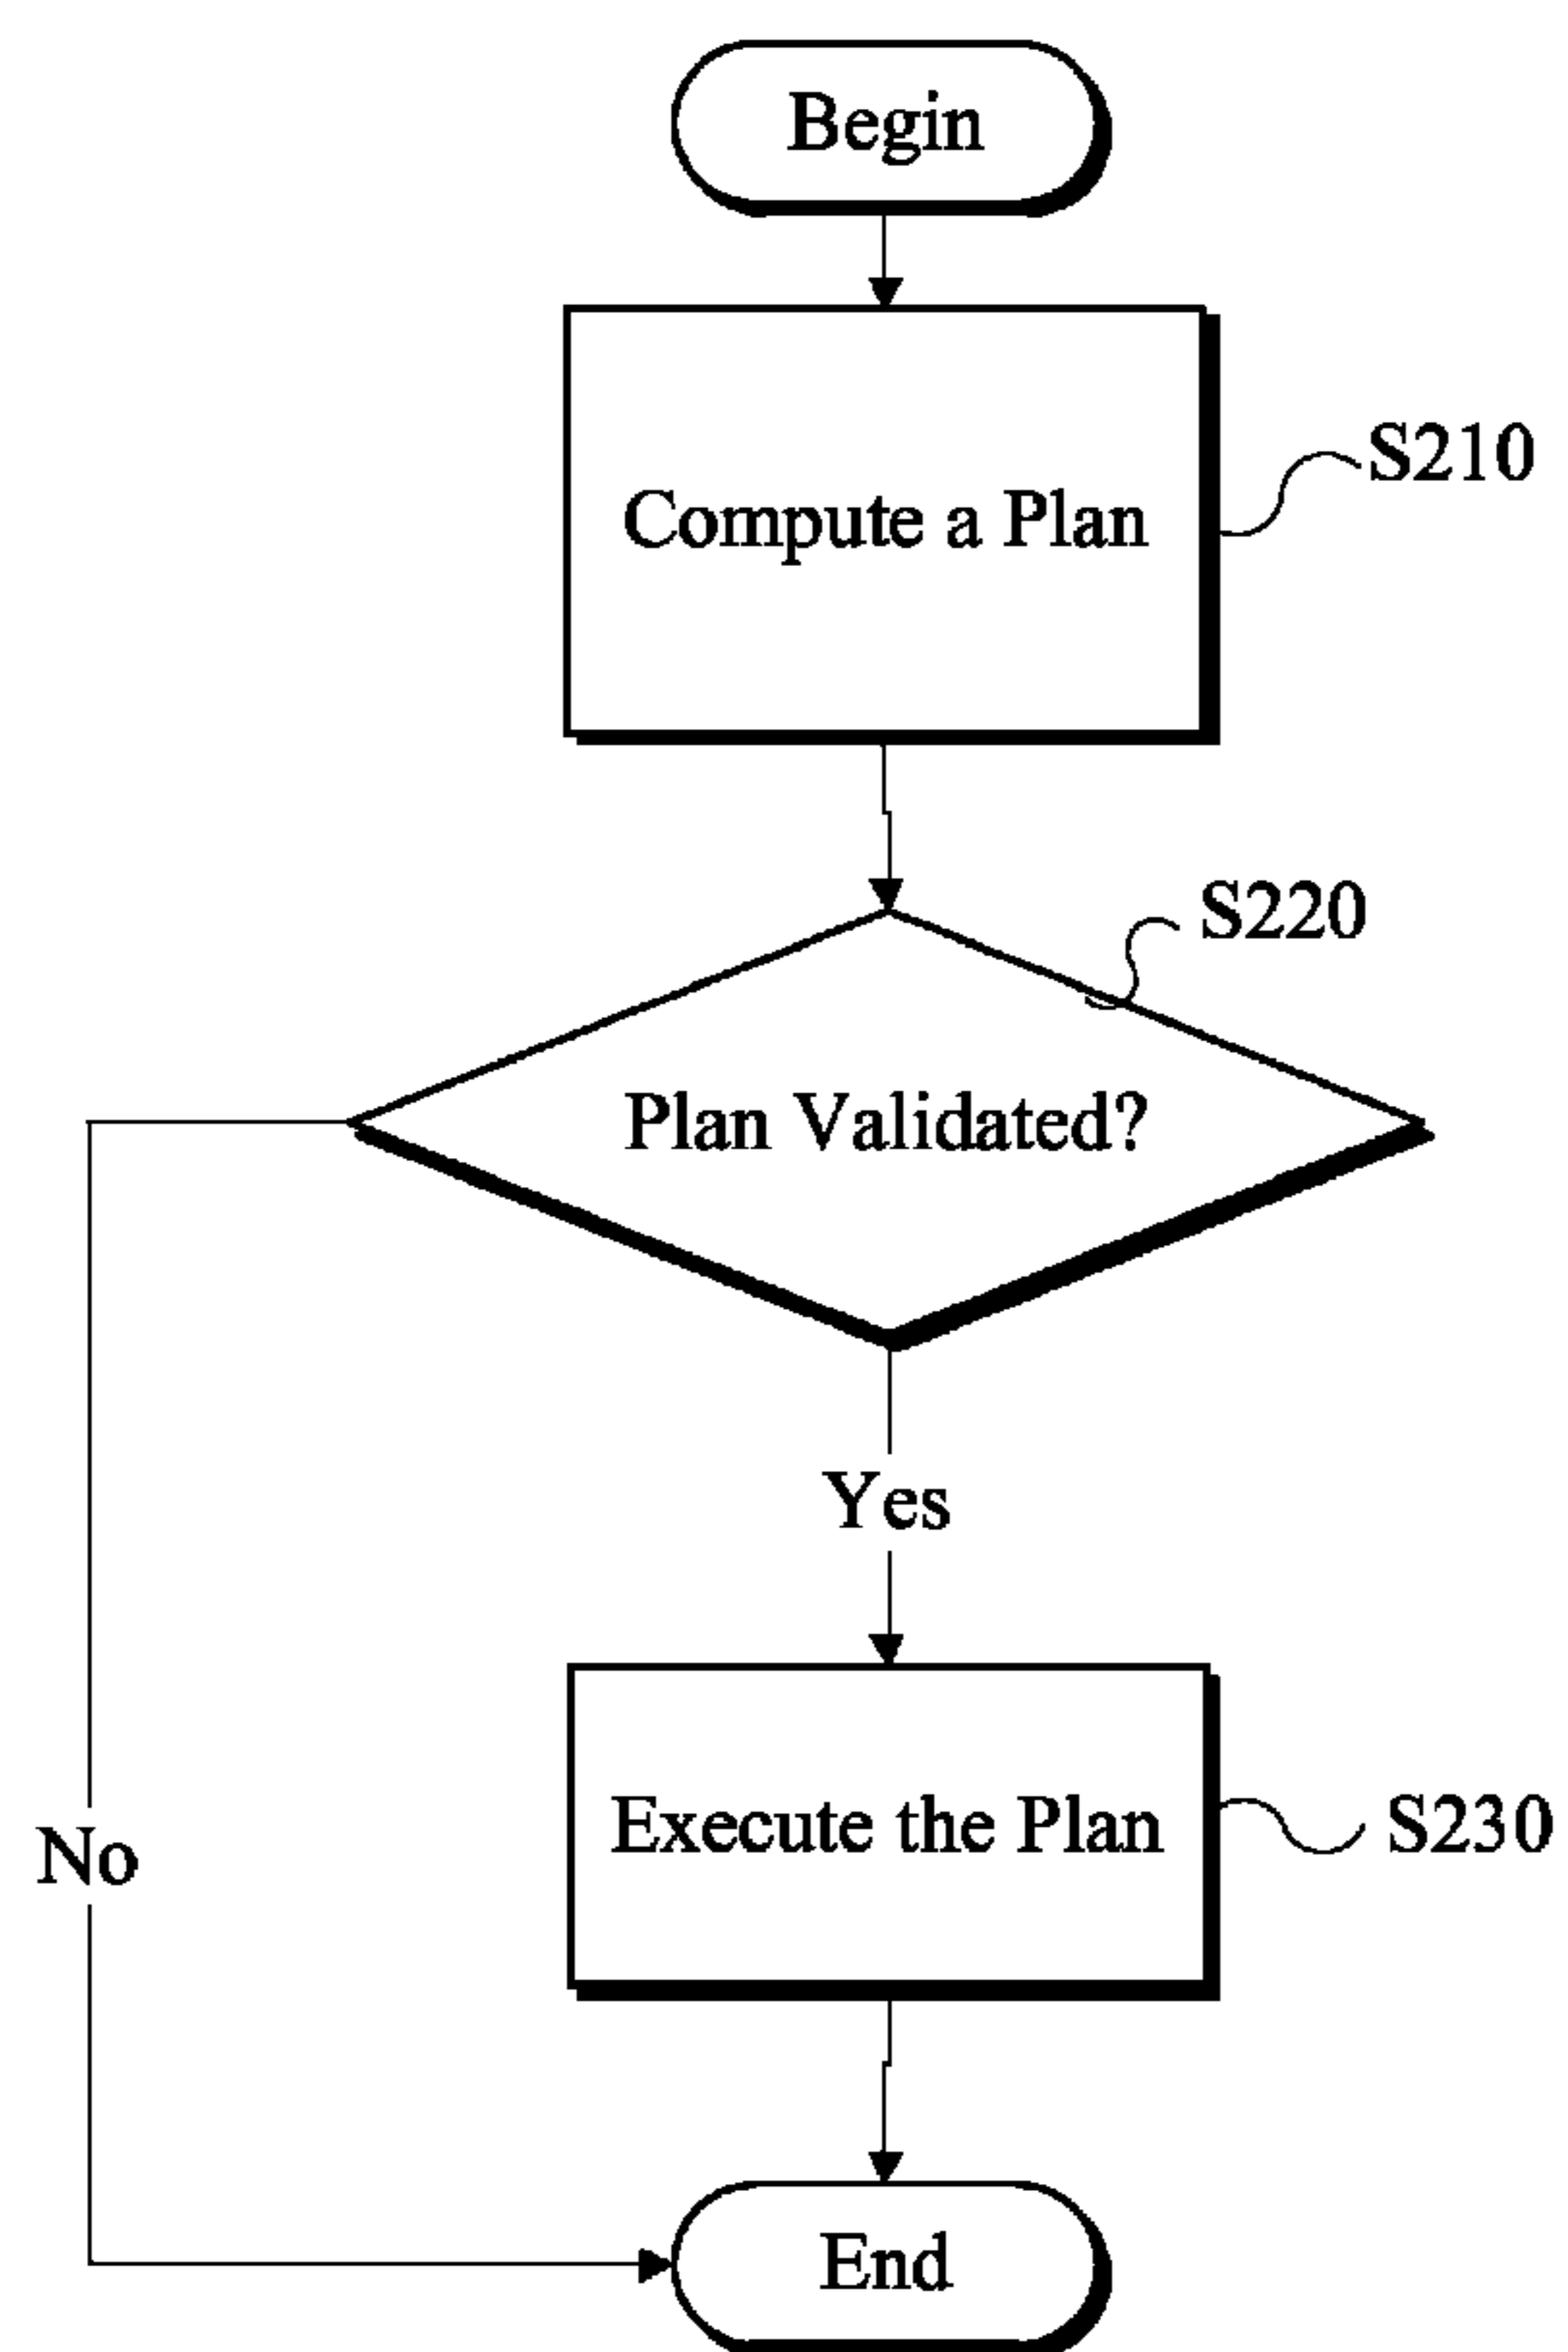 Begin
S210
Compute a Plan
S220
Plan Validated?
Yes
Execute the Plan
S230
No
End